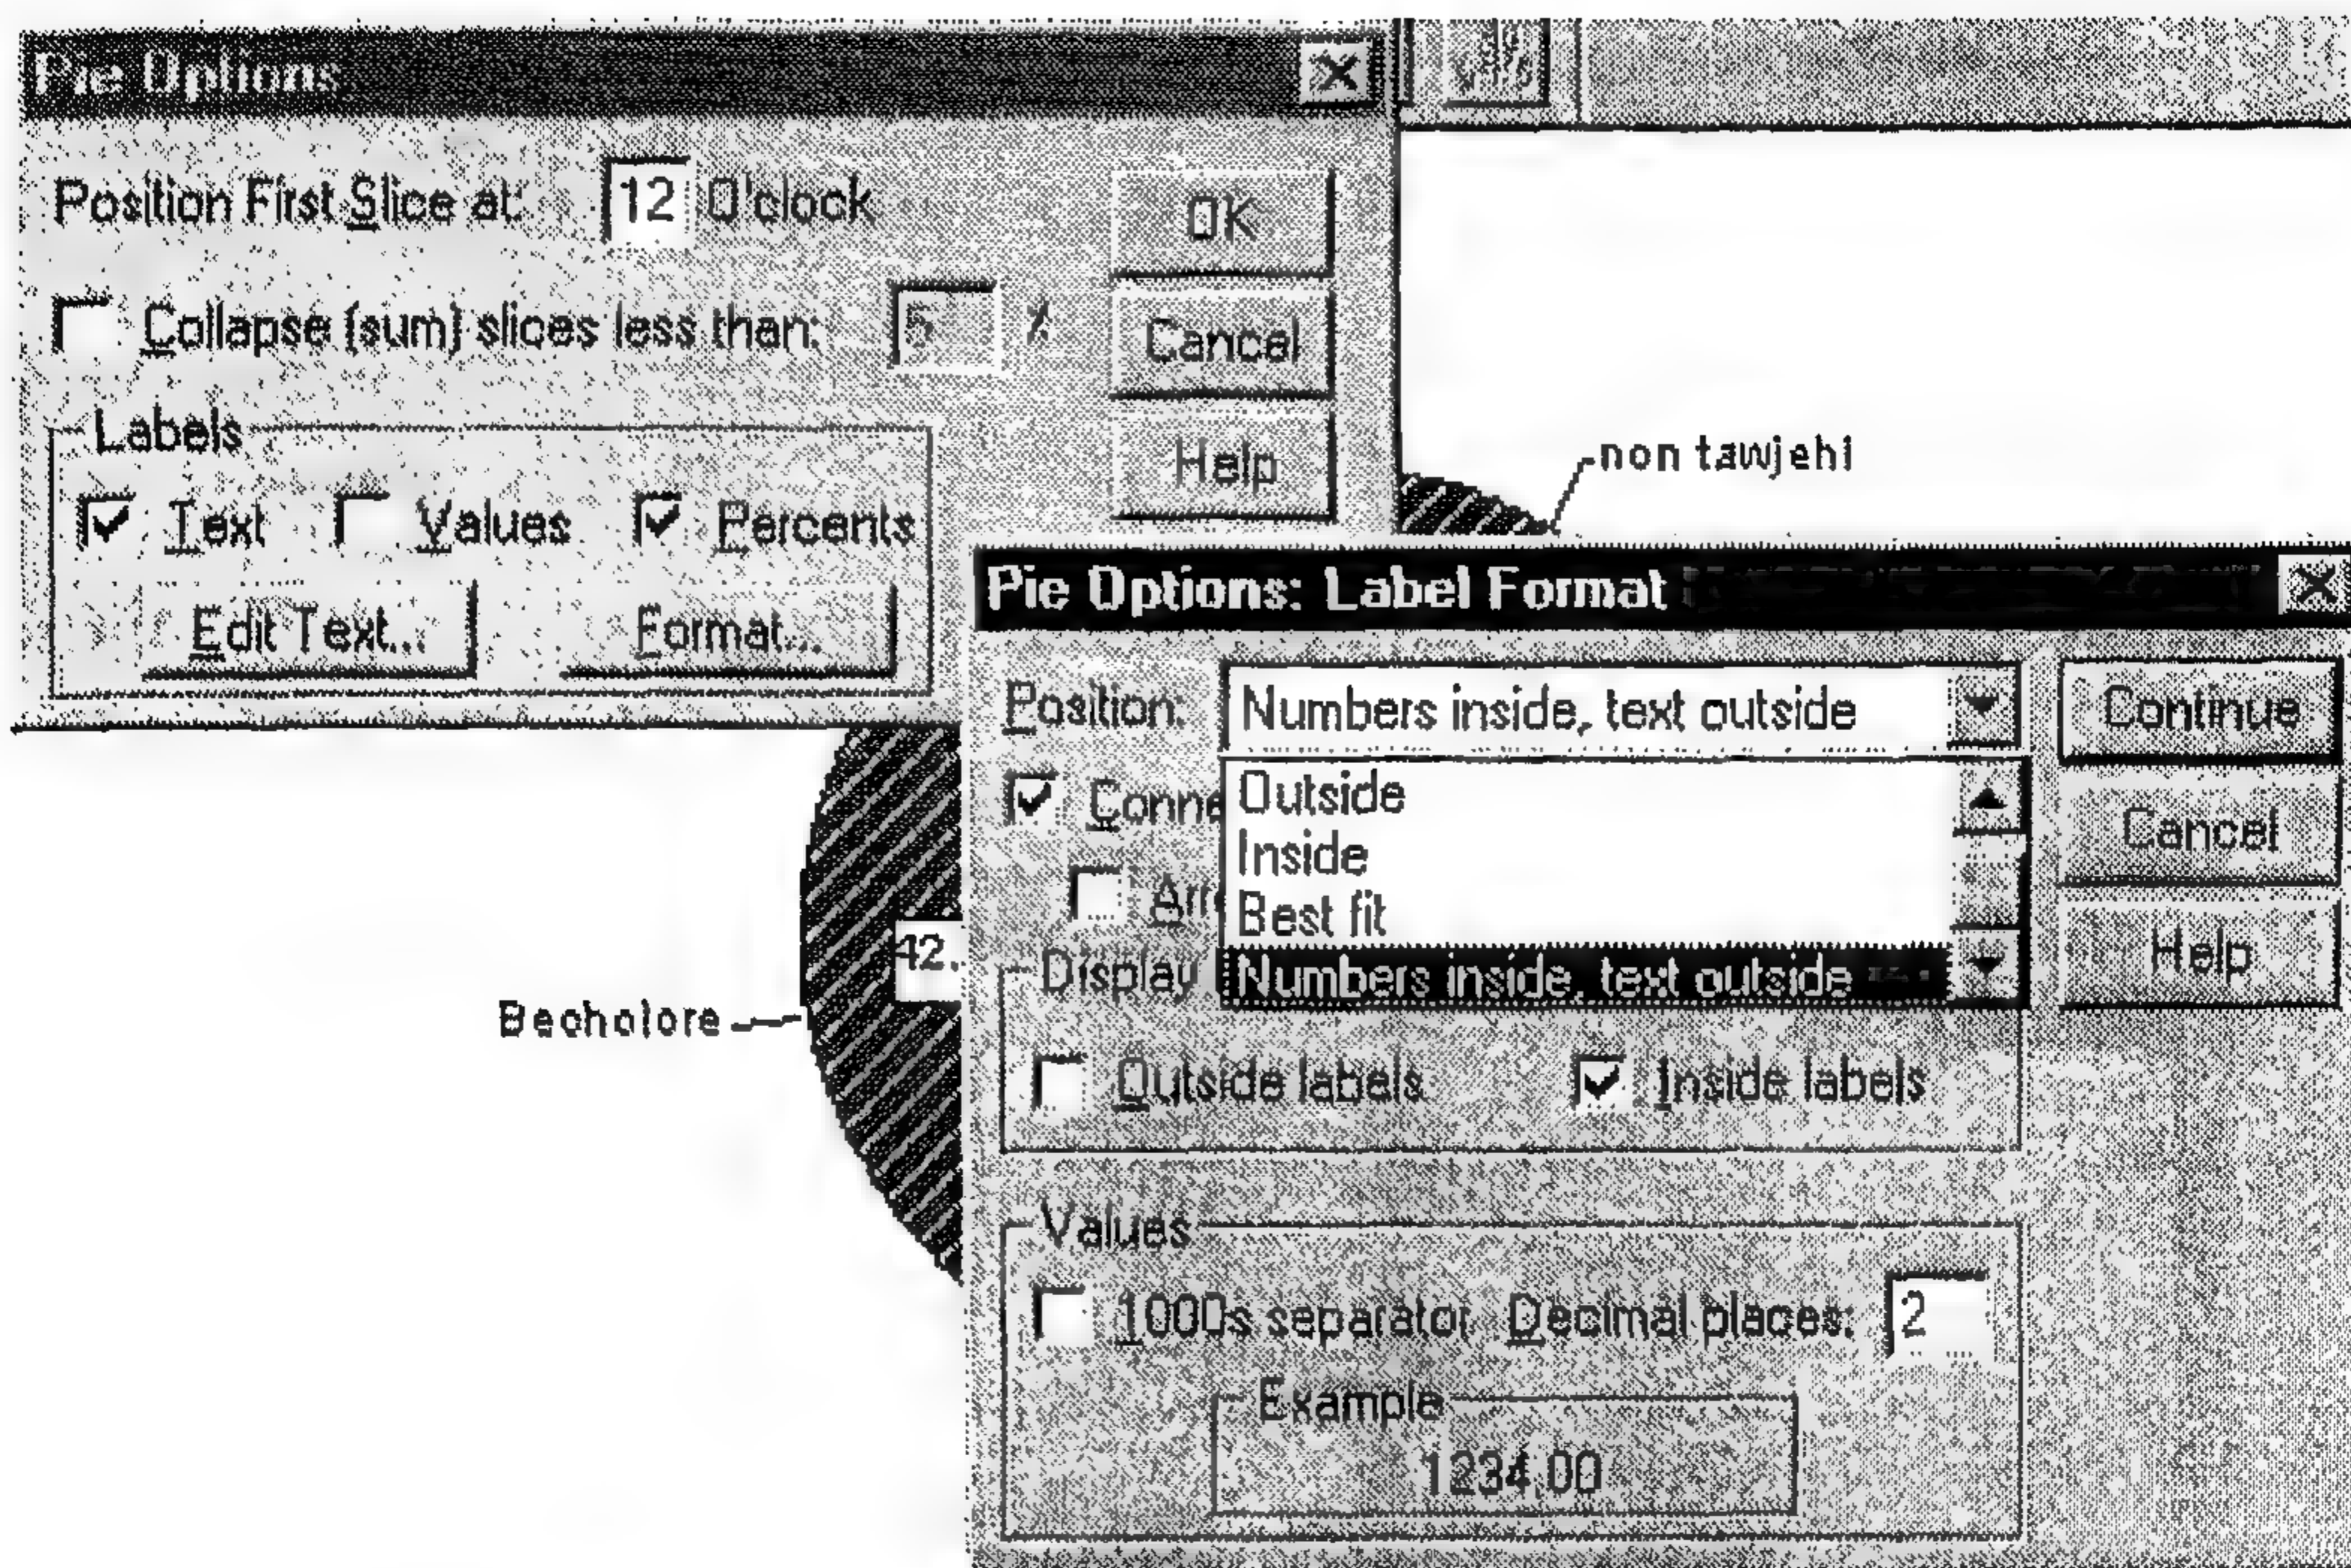 Pie Options
Position First Slice at: 12 O'clock
OK
Collapse (sum) slices less than: 5 %
Cancel
Labels
Help
Text Values Percents
Edit Text... Format...
non tawjehi
Pie Options: Label Format
Position: Numbers inside, text outside
Continue
Conne
Outside
Inside
Best fit
Numbers inside, text outside
Cancel
Arr
Help
Display
42.
Becholore
Outside labels Inside labels
Values
1000s separator Decimal places: 2
Example
1234.00